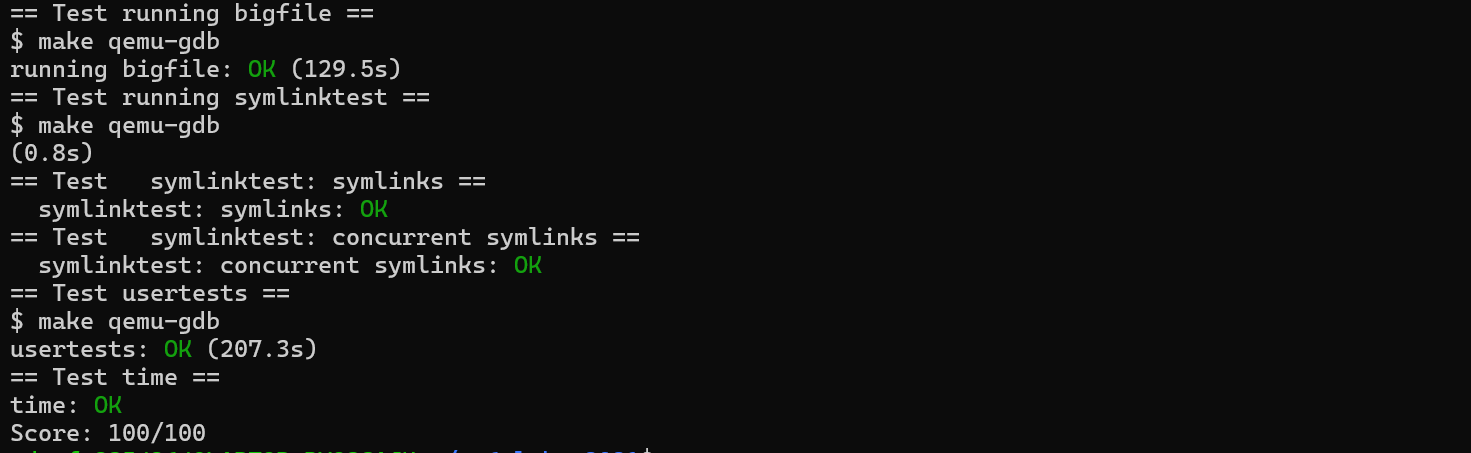 == Test running bigfile ==
$ make qemu-gdb
running bigfile: OK (129.5s)
== Test running symlinktest ==
$ make qemu-gdb
(0.8s)
== Test   symlinktest: symlinks ==
  symlinktest: symlinks: OK
== Test   symlinktest: concurrent symlinks ==
  symlinktest: concurrent symlinks: OK
== Test usertests ==
$ make qemu-gdb
usertests: OK (207.3s)
== Test time ==
time: OK
Score: 100/100